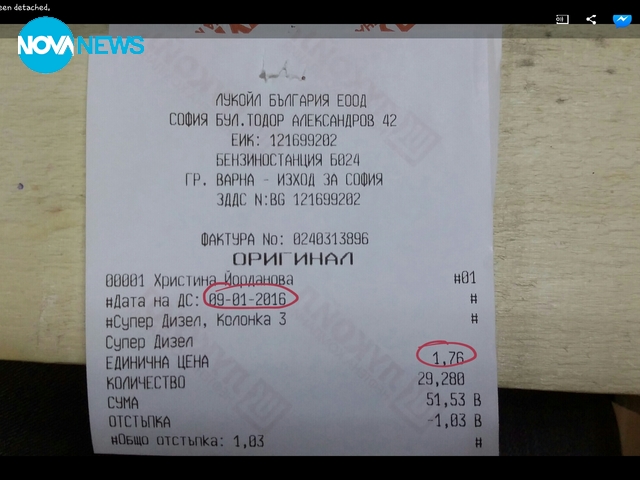 een detached.
NOVA NEWS
ЛУКОЙЛ БЪЛГАРИЯ ЕООД
СОФИЯ БУЛ.ТОДОР АЛЕКСАНДРОВ 42
ЕИК: 121699202
БЕНЗИНОСТАНЦИЯ Б024
ГР. ВАРНА - ИЗХОД ЗА СОФИЯ
ЗДДС N:BG 121699202
ФАКТУРА No: 0240313896
ОРИГИНАЛ
00001 Христина Йорданова #01
#Дата на ДС: 09-01-2016 #
#Супер Дизел, Колонка 3 #
Супер Дизел
ЕДИНИЧНА ЦЕНА 1,76
КОЛИЧЕСТВО 29,280
СУМА 51,53 В
ОТСТЪПКА -1,03 В
#Общо отстъпка: 1,03 #